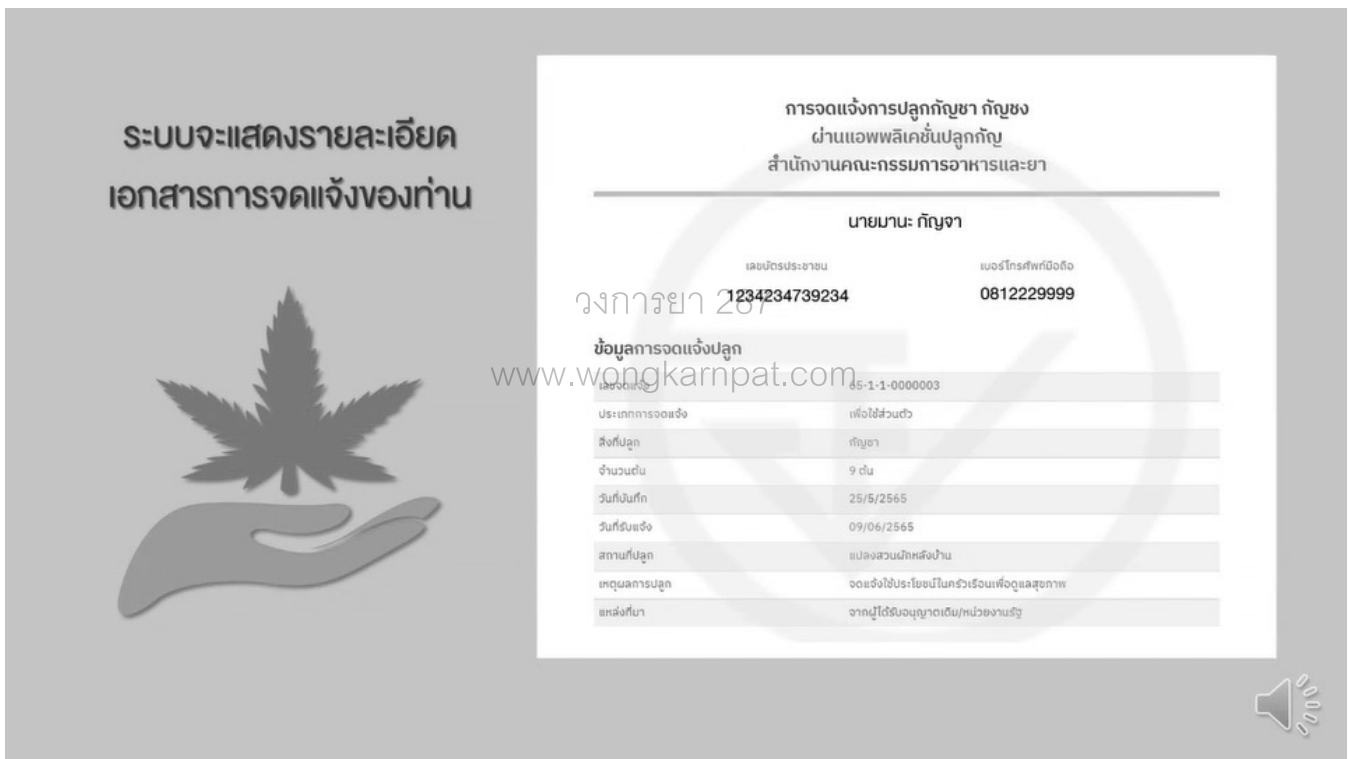 ระบบจะแสดงรายละเอียด
เอกสารการจดแจ้งของท่าน
การจดแจ้งการปลูกกัญชา กัญชง
ผ่านแอพพลิเคชั่นปลูกกัญ
สำนักงานคณะกรรมการอาหารและยา
นายมานะ กัญจา
เลขบัตรประชาชน เบอร์โทรศัพท์มือถือ
1234234739234 0812229999
วงการยา 267
ข้อมูลการจดแจ้งปลูก
www.wongkarnpat.com
เลขจดแจ้ง 65-1-1-0000003
ประเภทการจดแจ้ง เพื่อใช้ส่วนตัว
สิ่งที่ปลูก กัญชา
จำนวนต้น 9 ต้น
วันที่บันทึก 25/5/2565
วันที่รับแจ้ง 09/06/2565
สถานที่ปลูก แปลงสวนผักหลังบ้าน
เหตุผลการปลูก จดแจ้งใช้ประโยชน์ในครัวเรือนเพื่อดูแลสุขภาพ
แหล่งที่มา จากผู้ได้รับอนุญาตเดิม/หน่วยงานรัฐ